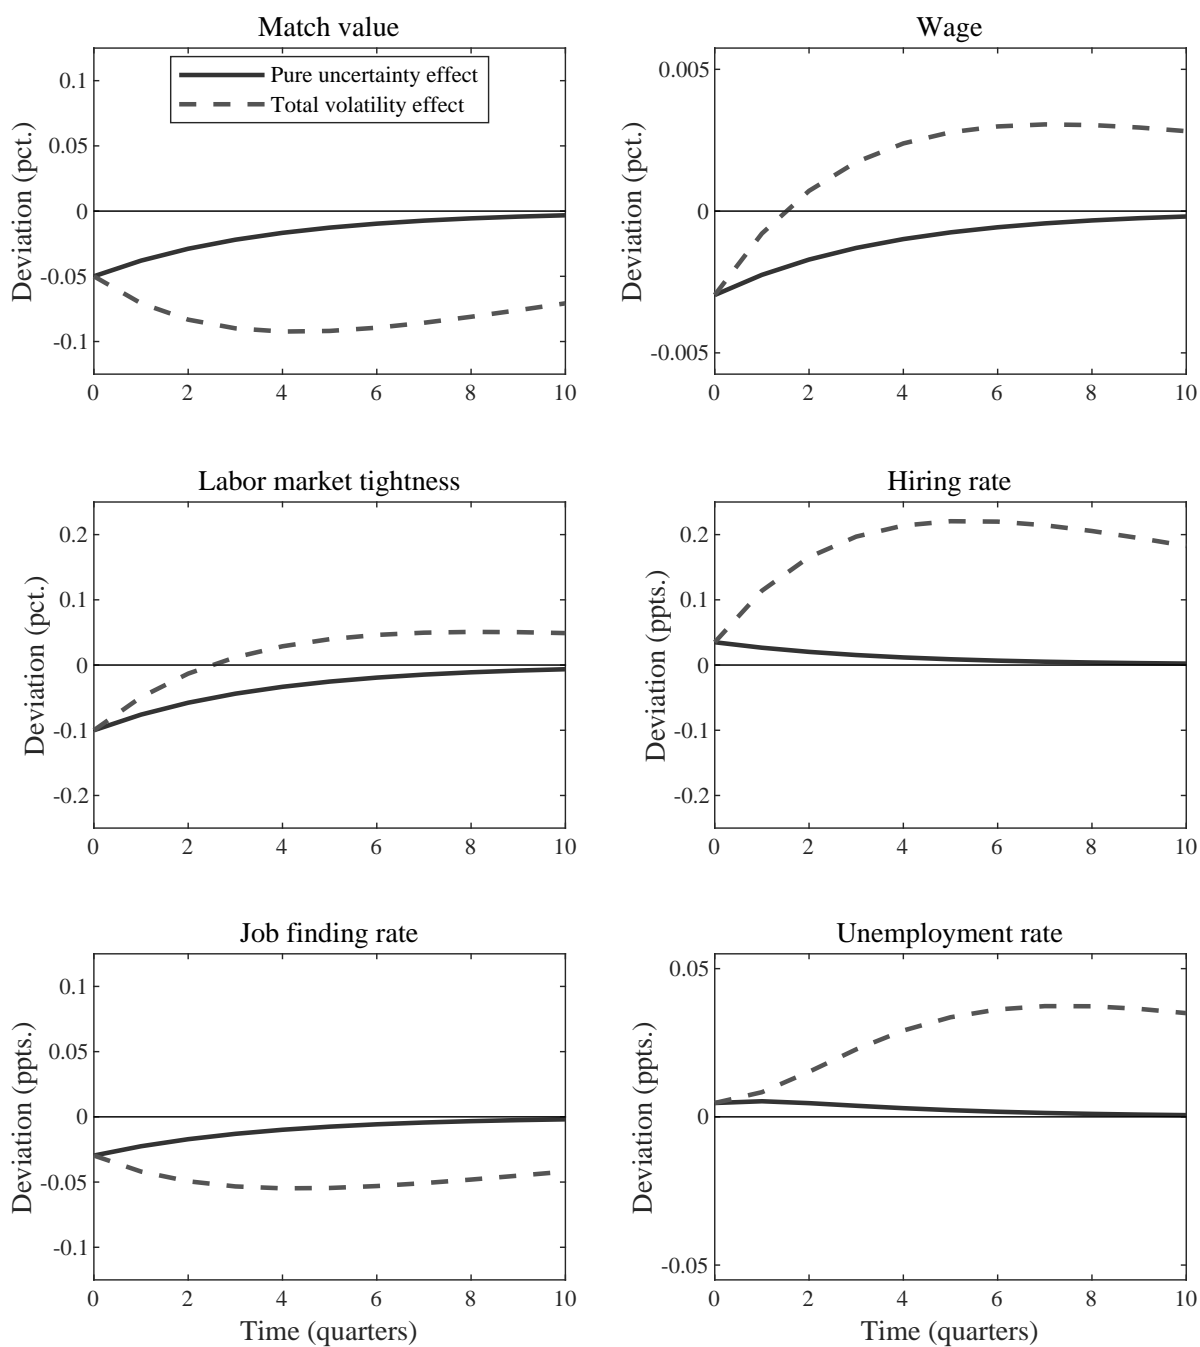 Match value
Deviation (pct.)
0.1
0.05
0
-0.05
-0.1
Pure uncertainty effect
Total volatility effect
0 2 4 6 8 10
Wage
Deviation (pct.)
0.005
0
-0.005
0 2 4 6 8 10
Labor market tightness
Deviation (pct.)
0.2
0.1
0
-0.1
-0.2
0 2 4 6 8 10
Hiring rate
Deviation (ppts.)
0.2
0.1
0
-0.1
-0.2
0 2 4 6 8 10
Job finding rate
Deviation (ppts.)
0.1
0.05
0
-0.05
-0.1
0 2 4 6 8 10
Time (quarters)
Unemployment rate
Deviation (ppts.)
0.05
0
-0.05
0 2 4 6 8 10
Time (quarters)